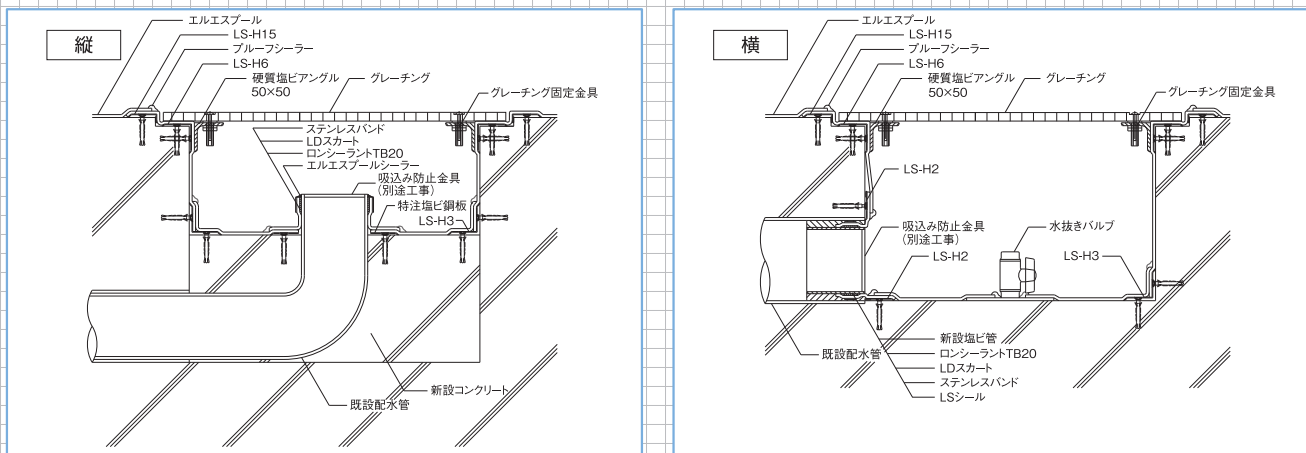 縦
エルエスプール
LS-H15
プルーフシーラー
LS-H6
硬質塩ビアングル
50×50
グレーチング
グレーチング固定金具
ステンレスバンド
LDスカート
ロンシーラントTB20
エルエスプールシーラー
吸込み防止金具
(別途工事)
特注塩ビ鋼板
LS-H3
新設コンクリート
既設配水管
横
エルエスプール
LS-H15
プルーフシーラー
LS-H6
硬質塩ビアングル
50×50
グレーチング
グレーチング固定金具
LS-H2
吸込み防止金具
(別途工事)
LS-H2
水抜きバルブ
LS-H3
既設配水管
新設塩ビ管
ロンシーラントTB20
LDスカート
ステンレスバンド
LSシール